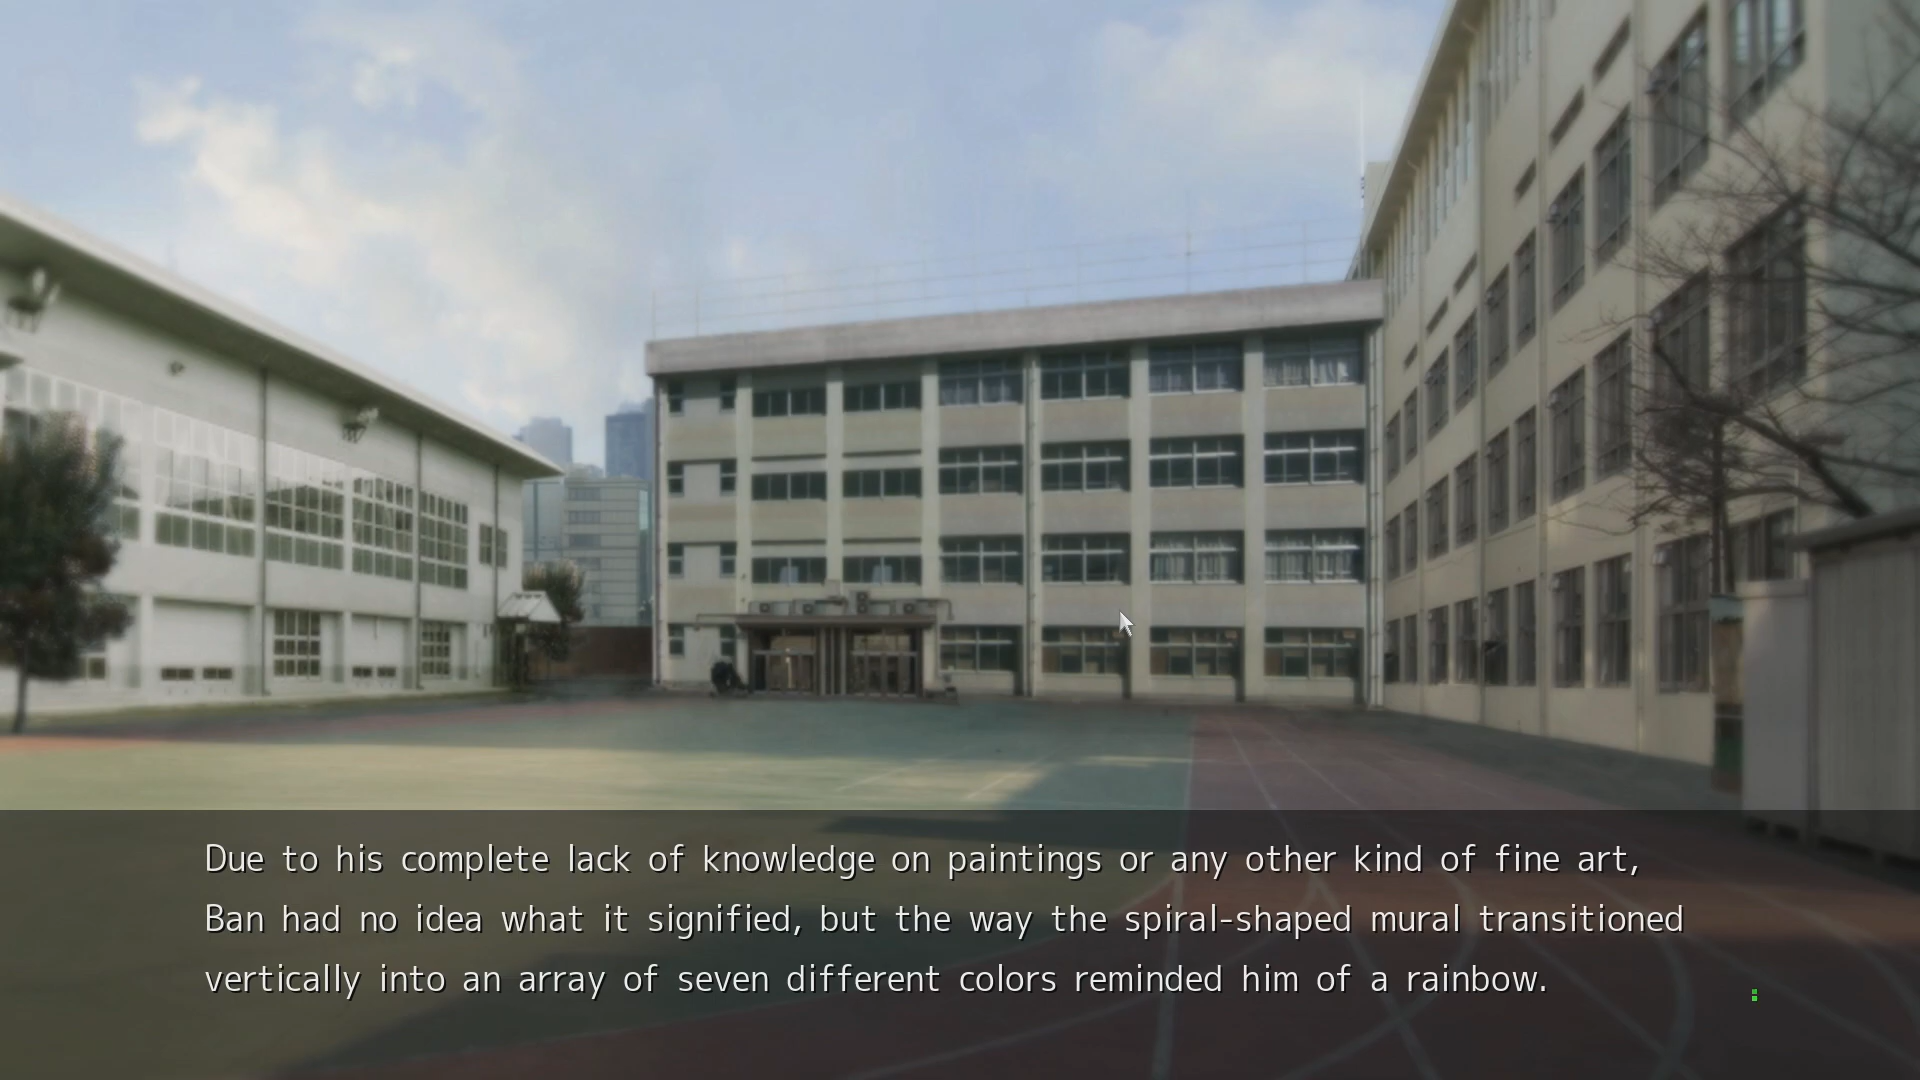 Due to his complete lack of knowledge on paintings or any other kind of fine art,
Ban had no idea what it signified, but the way the spiral-shaped mural transitioned
vertically into an array of seven different colors reminded him of a rainbow.